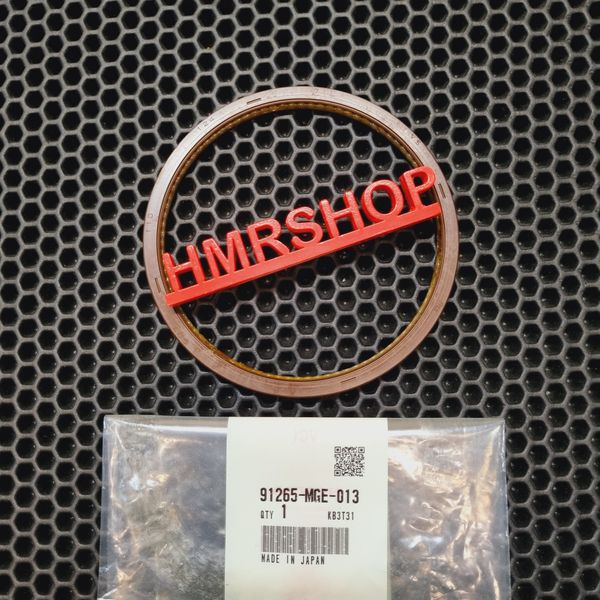 HMRSHOP
91265-MGE-013
QTY 1 KB3T31
MADE IN JAPAN